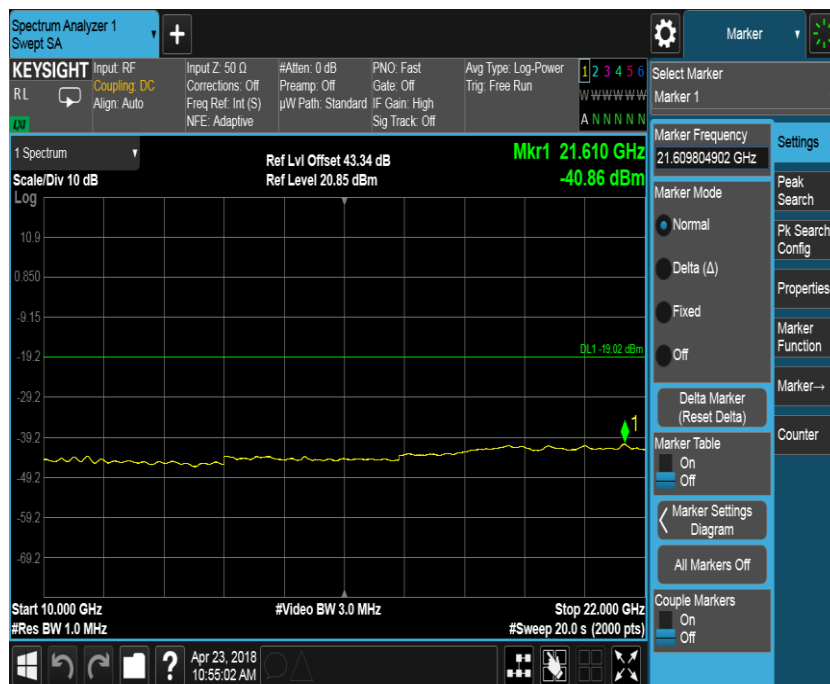 Spectrum Analyzer 1
Swept SA
+
Marker
KEYSIGHT
RL
LXI
Input: RF
Coupling: DC
Align: Auto
Input Z: 50 Ω
Corrections: Off
Freq Ref: Int (S)
NFE: Adaptive
#Atten: 0 dB
Preamp: Off
µW Path: Standard
PNO: Fast
Gate: Off
IF Gain: High
Sig Track: Off
Avg Type: Log-Power
Trig: Free Run
1 2 3 4 5 6
W W W W W W
A N N N N N
Select Marker
Marker 1
1 Spectrum
Scale/Div 10 dB
Log
Ref Lvl Offset 43.34 dB
Ref Level 20.85 dBm
Mkr1 21.610 GHz
-40.86 dBm
10.9
0.850
-9.15
-19.2
-29.2
-39.2
-49.2
-59.2
-69.2
DL1 -19.02 dBm
1
Start 10.000 GHz
#Res BW 1.0 MHz
#Video BW 3.0 MHz
Stop 22.000 GHz
#Sweep 20.0 s (2000 pts)
Marker Frequency
21.609804902 GHz
Marker Mode
Normal
Delta (Δ)
Fixed
Off
Delta Marker
(Reset Delta)
Marker Table
On
Off
Marker Settings
Diagram
All Markers Off
Couple Markers
On
Off
Settings
Peak
Search
Pk Search
Config
Properties
Marker
Function
Marker→
Counter
?
Apr 23, 2018
10:55:02 AM